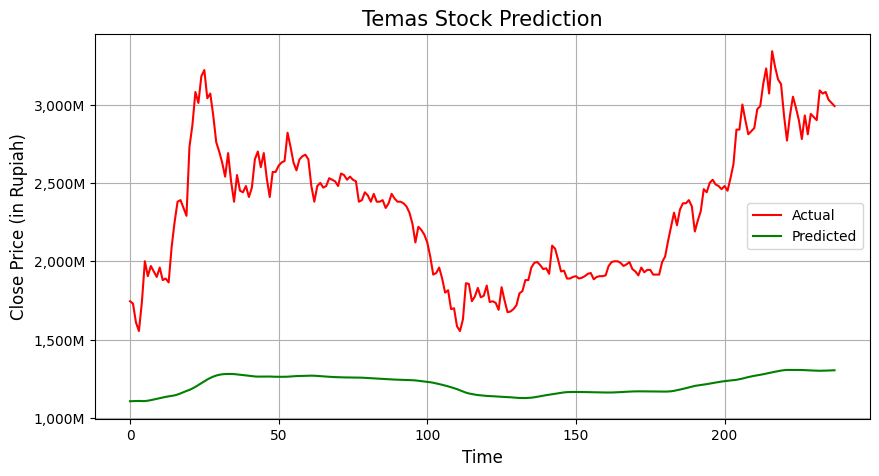 Temas Stock Prediction
Close Price (in Rupiah)
3,000M
2,500M
2,000M
1,500M
1,000M
Actual
Predicted
0 50 100 150 200
Time